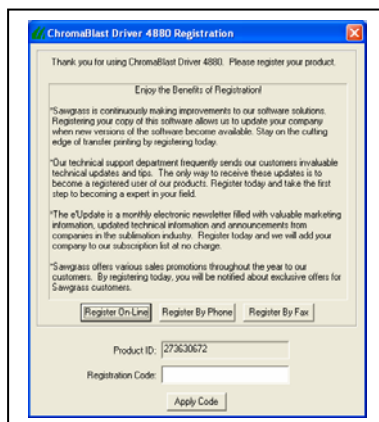 ChromaBlast Driver 4880 Registration
Thank you for using ChromaBlast Driver 4880. Please register your product.
Enjoy the Benefits of Registration!
*Sawgrass is continuously making improvements to our software solutions.
Registering your copy of this software allows us to update your company
when new versions of the software become available. Stay on the cutting
edge of transfer printing by registering today.
*Our technical support department frequently sends our customers invaluable
technical updates and tips. The only way to receive these updates is to
become a registered user of our products. Register today and take the first
step to becoming a expert in your field.
*The e'Update is a monthly electronic newsletter filled with valuable marketing
information, updated technical information and announcements from
companies in the sublimation industry. Register today and we will add your
company to our subscription list at no charge.
*Sawgrass offers various sales promotions throughout the year to our
customers. By registering today, you will be notified about exclusive offers for
Sawgrass customers.
Register On-Line Register By Phone Register By Fax
Product ID: 273630672
Registration Code:
Apply Code